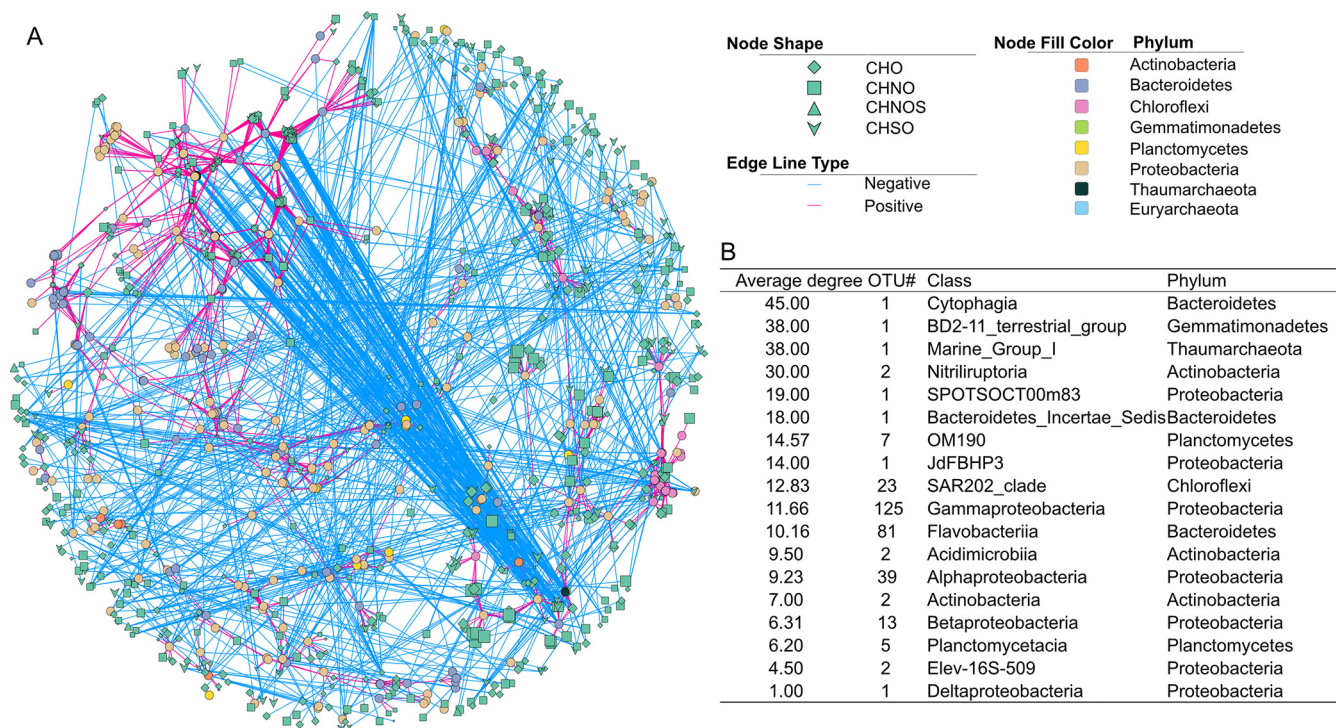 A
Node Shape
CHO
CHNO
CHNOS
CHSO
Edge Line Type
Negative
Positive
Node Fill Color Phylum
Actinobacteria
Bacteroidetes
Chloroflexi
Gemmatimonadetes
Planctomycetes
Proteobacteria
Thaumarchaeota
Euryarchaeota
B
Average degree OTU# Class Phylum
45.00 1 Cytophagia Bacteroidetes
38.00 1 BD2-11_terrestrial_group Gemmatimonadetes
38.00 1 Marine_Group_I Thaumarchaeota
30.00 2 Nitriliruptoria Actinobacteria
19.00 1 SPOTSOCT00m83 Proteobacteria
18.00 1 Bacteroidetes_Incertae_Sedis Bacteroidetes
14.57 7 OM190 Planctomycetes
14.00 1 JdFBHP3 Proteobacteria
12.83 23 SAR202_clade Chloroflexi
11.66 125 Gammaproteobacteria Proteobacteria
10.16 81 Flavobacteriia Bacteroidetes
9.50 2 Acidimicrobiia Actinobacteria
9.23 39 Alphaproteobacteria Proteobacteria
7.00 2 Actinobacteria Actinobacteria
6.31 13 Betaproteobacteria Proteobacteria
6.20 5 Planctomycetacia Planctomycetes
4.50 2 Elev-16S-509 Proteobacteria
1.00 1 Deltaproteobacteria Proteobacteria